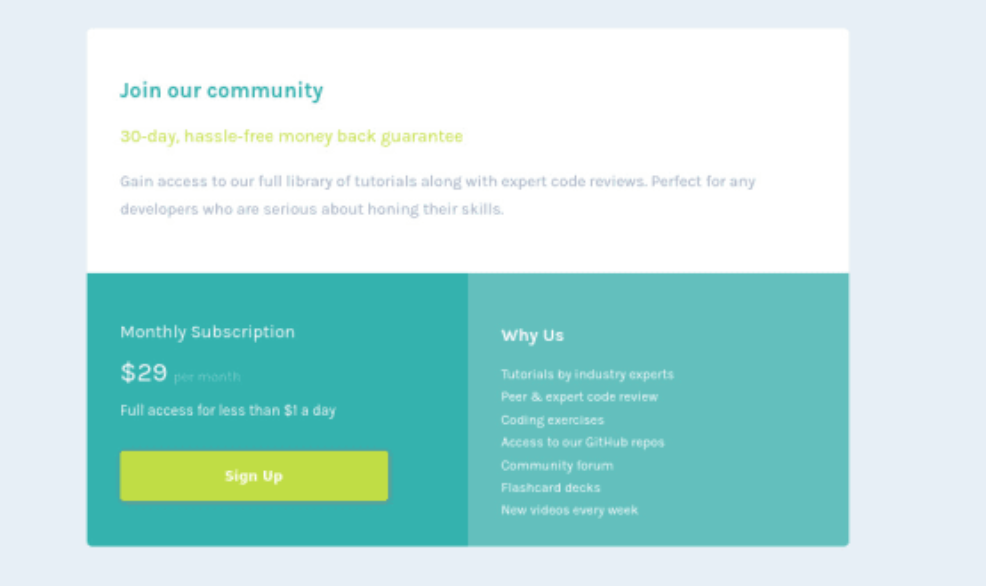 Join our community
30-day, hassle-free money back guarantee
Gain access to our full library of tutorials along with expert code reviews. Perfect for any
developers who are serious about honing their skills.
Monthly Subscription
$29 per month
Full access for less than $1 a day
Sign Up
Why Us
Tutorials by industry experts
Peer & expert code review
Coding exercises
Access to our GitHub repos
Community forum
Flashcard decks
New videos every week